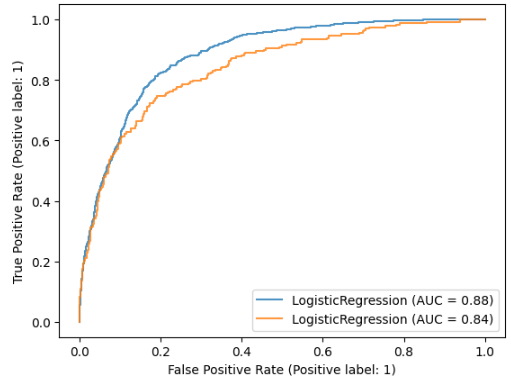 1.0
0.8
0.6
0.4
0.2
0.0
True Positive Rate (Positive label: 1)
LogisticRegression (AUC = 0.88)
LogisticRegression (AUC = 0.84)
0.0 0.2 0.4 0.6 0.8 1.0
False Positive Rate (Positive label: 1)